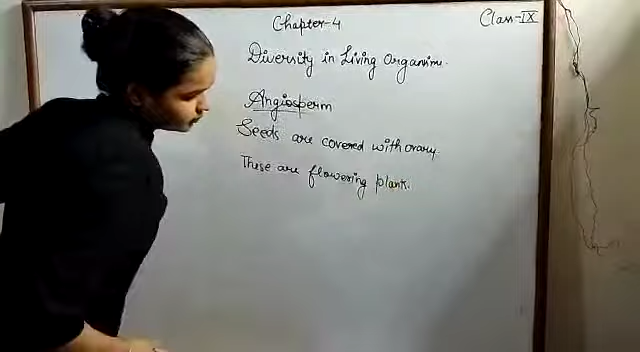 Chapter-4
Class-IX
Diversity in Living Organism.
Angiosperm
Seeds are covered with ovary.
These are flowering plant.